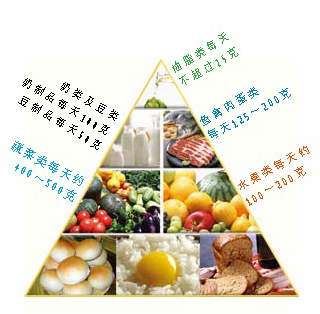 油脂类每天
不超过25克
奶类及豆类
奶制品每天100克
豆制品每天50克
鱼禽肉蛋类
每天125～200克
蔬菜类每天约
400～500克
水果类每天约
100～200克